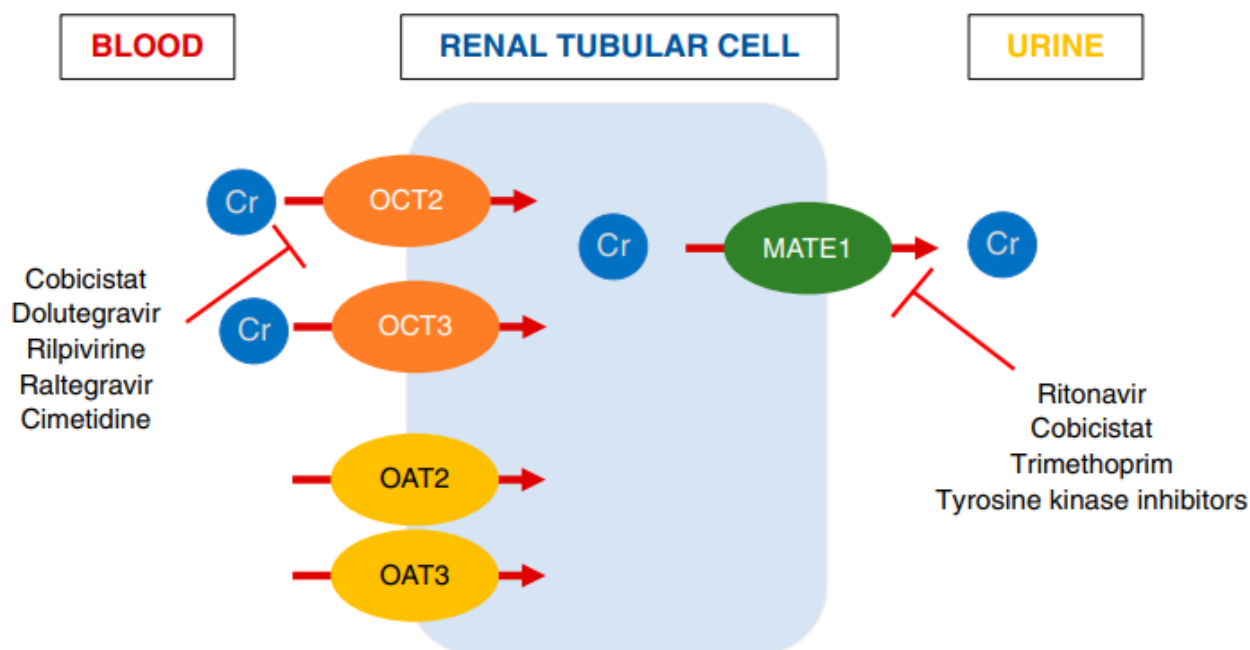 BLOOD
RENAL TUBULAR CELL
URINE
Cr
OCT2
Cr
MATE1
Cr
Cobicistat
Dolutegravir
Rilpivirine
Raltegravir
Cimetidine
Cr
OCT3
Ritonavir
Cobicistat
Trimethoprim
Tyrosine kinase inhibitors
OAT2
OAT3